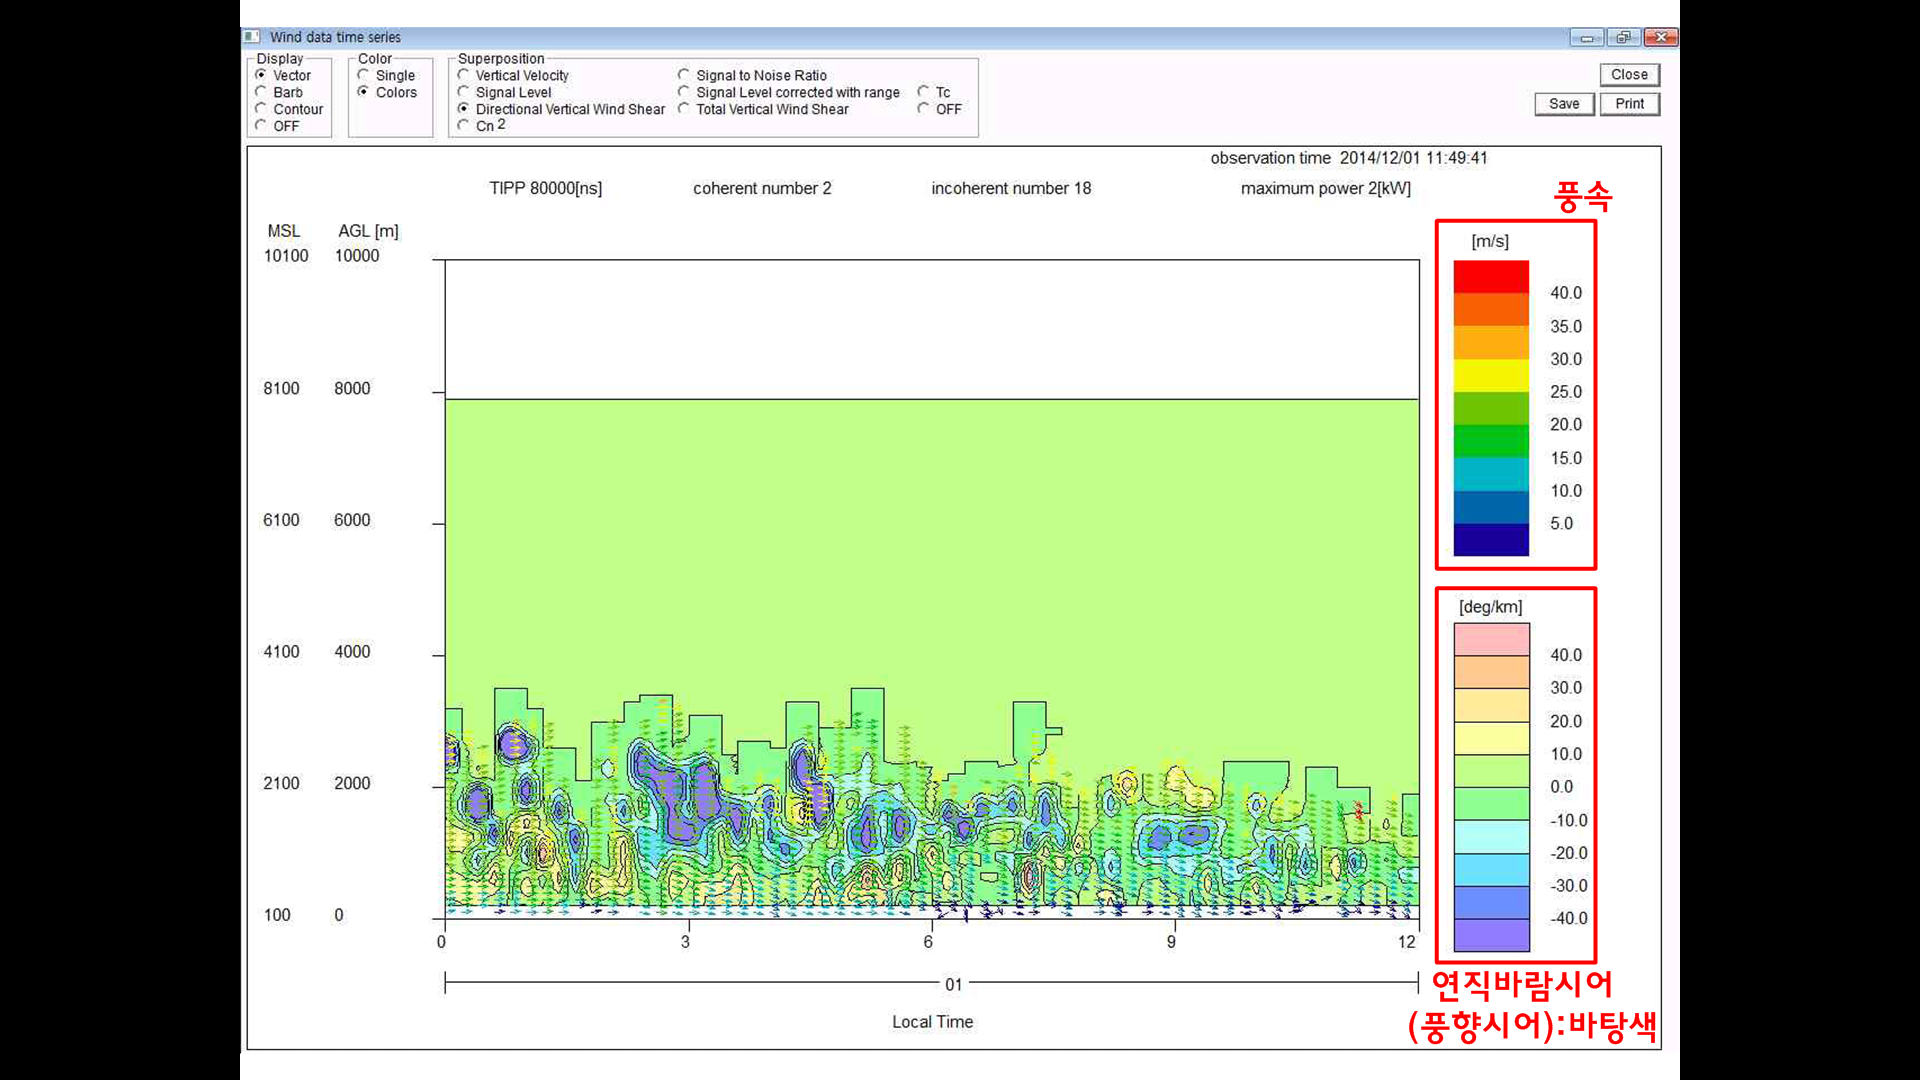 Wind data time series
Display Color Superposition
Vector Single Vertical Velocity Signal to Noise Ratio Close
Barb Colors Signal Level Signal Level corrected with range Tc
Contour Directional Vertical Wind Shear Total Vertical Wind Shear OFF Save Print
OFF Cn 2
observation time 2014/12/01 11:49:41
TIPP 80000[ns] coherent number 2 incoherent number 18 maximum power 2[kW]
풍속
MSL AGL [m]
10100 10000
8100 8000
6100 6000
4100 4000
2100 2000
100 0
0 3 6 9 12
01
Local Time
[m/s]
40.0
35.0
30.0
25.0
20.0
15.0
10.0
5.0
[deg/km]
40.0
30.0
20.0
10.0
0.0
-10.0
-20.0
-30.0
-40.0
연직바람시어
(풍향시어):바탕색